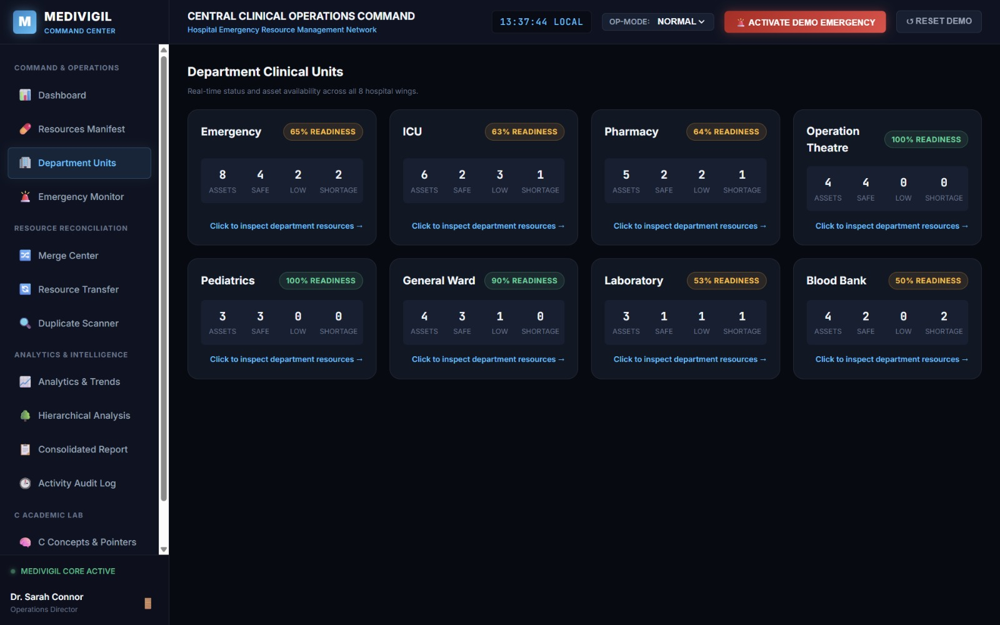 M
MEDIVIGIL
COMMAND CENTER
CENTRAL CLINICAL OPERATIONS COMMAND
Hospital Emergency Resource Management Network
13:37:44 LOCAL
OP-MODE: NORMAL
ACTIVATE DEMO EMERGENCY
↺ RESET DEMO
COMMAND & OPERATIONS
Dashboard
Resources Manifest
Department Units
Emergency Monitor
RESOURCE RECONCILIATION
Merge Center
Resource Transfer
Duplicate Scanner
ANALYTICS & INTELLIGENCE
Analytics & Trends
Hierarchical Analysis
Consolidated Report
Activity Audit Log
C ACADEMIC LAB
C Concepts & Pointers
MEDIVIGIL CORE ACTIVE
Dr. Sarah Connor
Operations Director
Department Clinical Units
Real-time status and asset availability across all 8 hospital wings.
Emergency 65% READINESS
8 4 2 2
ASSETS SAFE LOW SHORTAGE
Click to inspect department resources →
ICU 63% READINESS
6 2 3 1
ASSETS SAFE LOW SHORTAGE
Click to inspect department resources →
Pharmacy 64% READINESS
5 2 2 1
ASSETS SAFE LOW SHORTAGE
Click to inspect department resources →
Operation
Theatre
100% READINESS
4 4 0 0
ASSETS SAFE LOW SHORTAGE
Click to inspect department resources →
Pediatrics 100% READINESS
3 3 0 0
ASSETS SAFE LOW SHORTAGE
Click to inspect department resources →
General Ward 90% READINESS
4 3 1 0
ASSETS SAFE LOW SHORTAGE
Click to inspect department resources →
Laboratory 53% READINESS
3 1 1 1
ASSETS SAFE LOW SHORTAGE
Click to inspect department resources →
Blood Bank 50% READINESS
4 2 0 2
ASSETS SAFE LOW SHORTAGE
Click to inspect department resources →